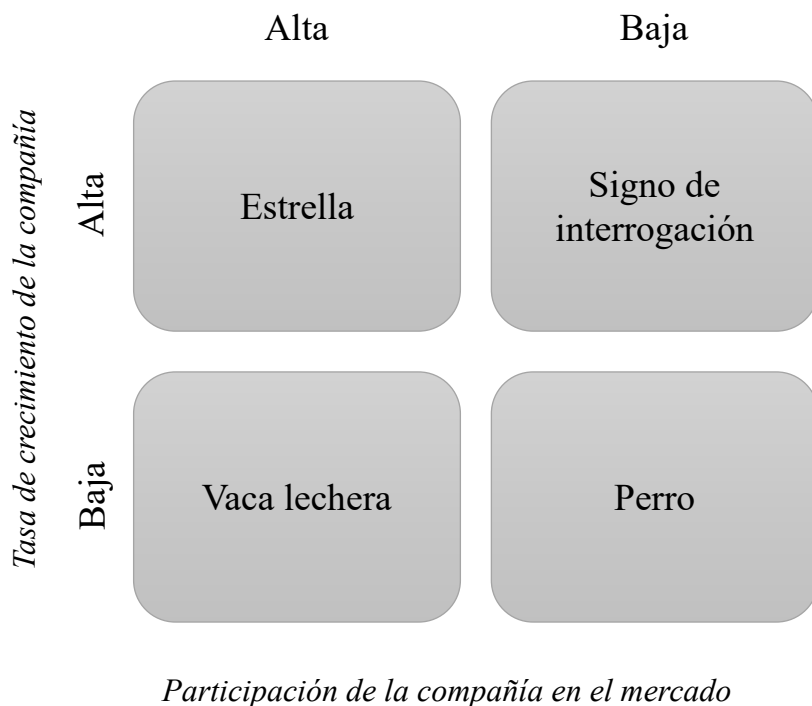 Alta
Baja
Tasa de crecimiento de la compañía
Alta
Estrella
Signo de
interrogación
Baja
Vaca lechera
Perro
Participación de la compañía en el mercado